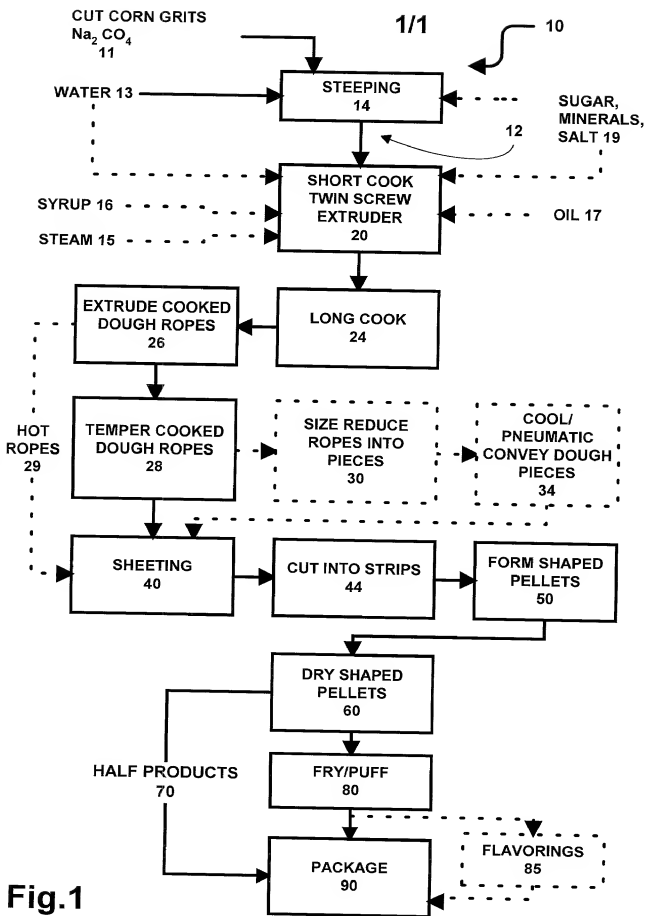 CUT CORN GRITS
Na2 CO4
11
1/1
10
STEEPING
14
WATER 13
SUGAR,
MINERALS,
SALT 19
12
SHORT COOK
TWIN SCREW
EXTRUDER
20
SYRUP 16
STEAM 15
OIL 17
EXTRUDE COOKED
DOUGH ROPES
26
LONG COOK
24
HOT
ROPES
29
TEMPER COOKED
DOUGH ROPES
28
SIZE REDUCE
ROPES INTO
PIECES
30
COOL/
PNEUMATIC
CONVEY DOUGH
PIECES
34
SHEETING
40
CUT INTO STRIPS
44
FORM SHAPED
PELLETS
50
DRY SHAPED
PELLETS
60
HALF PRODUCTS
70
FRY/PUFF
80
PACKAGE
90
FLAVORINGS
85
Fig.1